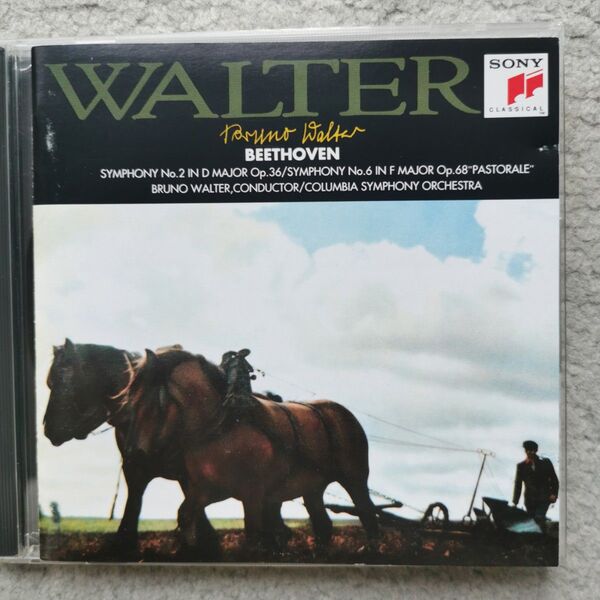 WALTER
SONY
CLASSICAL
Bruno Walter
BEETHOVEN
SYMPHONY No.2 IN D MAJOR Op.36/SYMPHONY No.6 IN F MAJOR Op.68"PASTORALE"
BRUNO WALTER,CONDUCTOR/COLUMBIA SYMPHONY ORCHESTRA